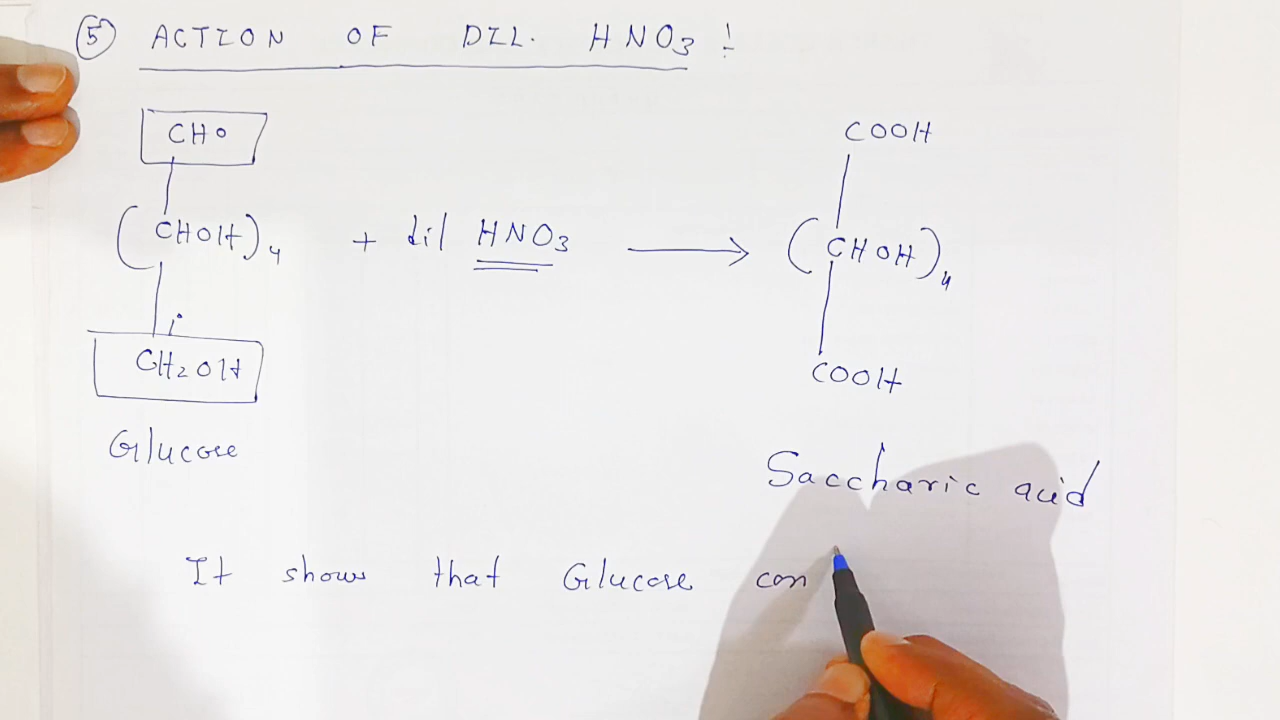 5 ACTION OF DIL. HNO3 :
CHO
(CHOH)4 + dil HNO3 →
CH2OH
Glucose
COOH
(CHOH)4
COOH
Saccharic acid
It shows that Glucose con